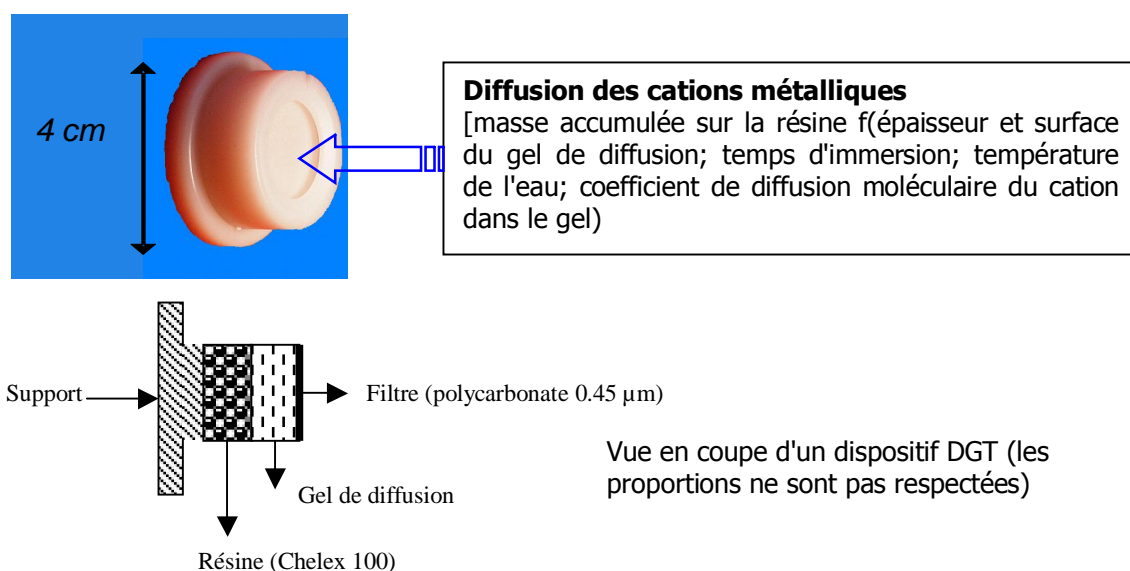 4 cm
Diffusion des cations métalliques
[masse accumulée sur la résine f(épaisseur et surface
du gel de diffusion; temps d'immersion; température
de l'eau; coefficient de diffusion moléculaire du cation
dans le gel)
Support
Filtre (polycarbonate 0.45 µm)
Vue en coupe d'un dispositif DGT (les
proportions ne sont pas respectées)
Gel de diffusion
Résine (Chelex 100)